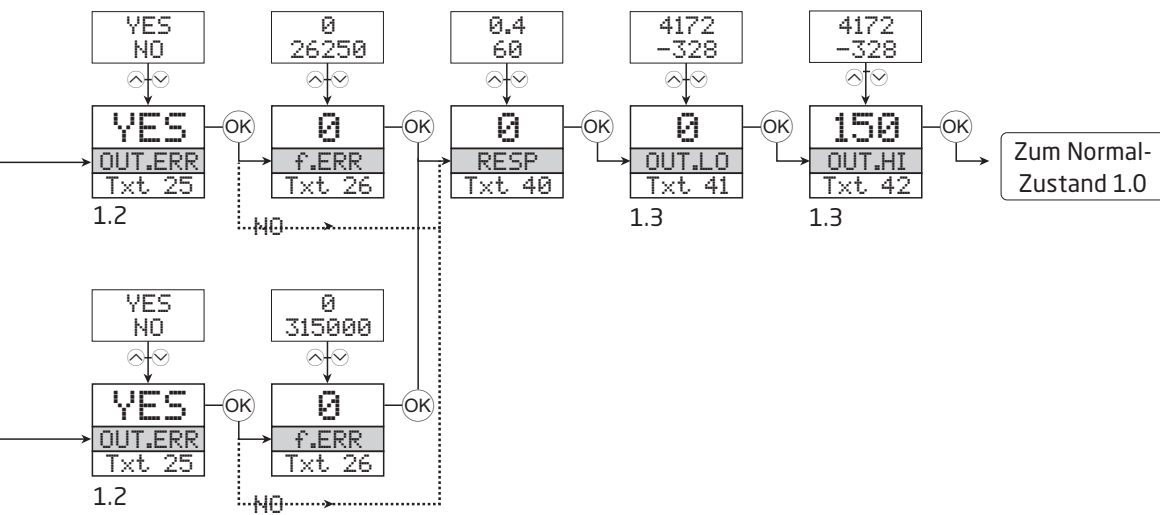 YES
NO
YES
OUT.ERR
Txt 25
1.2
OK
0
26250
0
f.ERR
Txt 26
OK
NO
0.4
60
0
RESP
Txt 40
OK
4172
-328
0
OUT.LO
Txt 41
1.3
OK
4172
-328
150
OUT.HI
Txt 42
1.3
OK
Zum Normal-
Zustand 1.0
YES
NO
YES
OUT.ERR
Txt 25
1.2
OK
0
315000
0
f.ERR
Txt 26
OK
NO